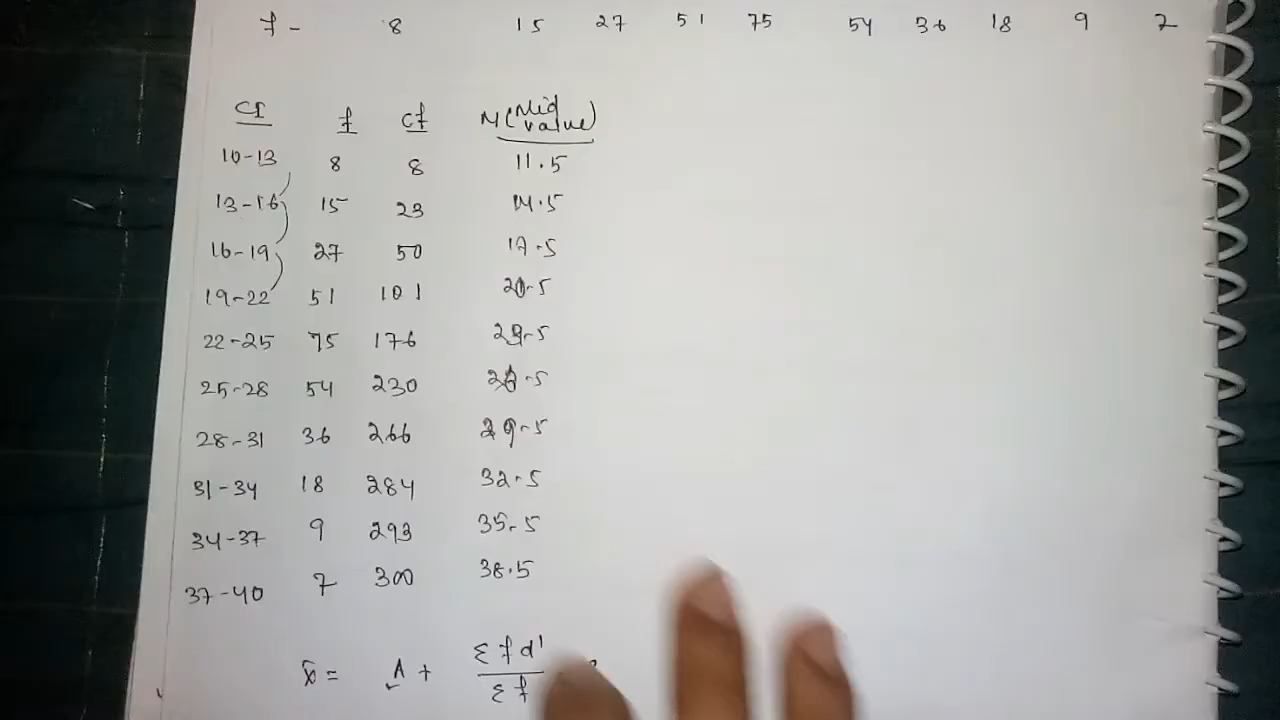 f - 8 15 27 51 75 54 36 18 9 7
CI f cf M(Mid value)
10-13 8 8 11.5
13-16 15 23 14.5
16-19 27 50 17.5
19-22 51 101 20.5
22-25 75 176 23.5
25-28 54 230 26.5
28-31 36 266 29.5
31-34 18 284 32.5
34-37 9 293 35.5
37-40 7 300 38.5
x̄ = A + Σfd'
Σf